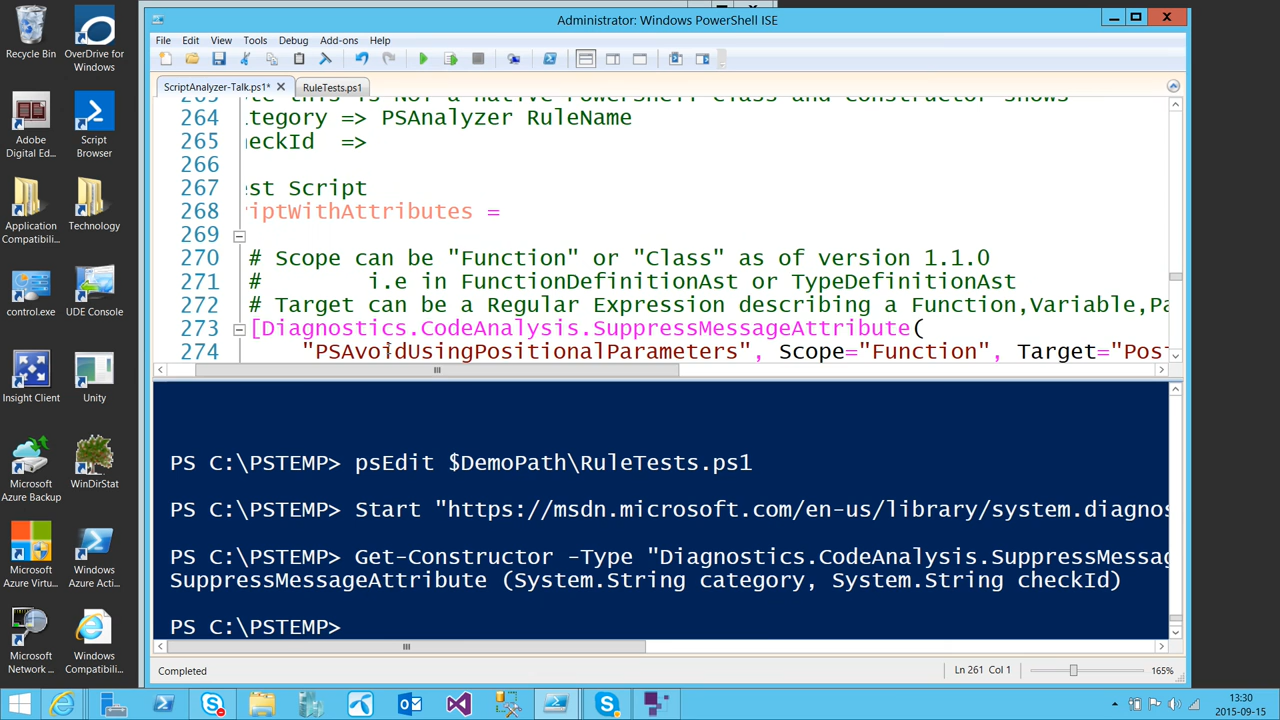 Administrator: Windows PowerShell ISE
File Edit View Tools Debug Add-ons Help
ScriptAnalyzer-Talk.ps1*
RuleTests.ps1
264 tegory => PSAnalyzer RuleName
265 eckId =>
266
267 est Script
268 riptWithAttributes =
269
270 # Scope can be "Function" or "Class" as of version 1.1.0
271 # i.e in FunctionDefinitionAst or TypeDefinitionAst
272 # Target can be a Regular Expression describing a Function,Variable,Pa
273 [Diagnostics.CodeAnalysis.SuppressMessageAttribute(
274 "PSAvoidUsingPositionalParameters", Scope="Function", Target="Post
PS C:\PSTEMP> psEdit $DemoPath\RuleTests.ps1
PS C:\PSTEMP> Start "https://msdn.microsoft.com/en-us/library/system.diagnos
PS C:\PSTEMP> Get-Constructor -Type "Diagnostics.CodeAnalysis.SuppressMessag
SuppressMessageAttribute (System.String category, System.String checkId)
PS C:\PSTEMP>
Completed
Ln 261 Col 1
165%
Recycle Bin
OverDrive for
Windows
Adobe
Digital Ed...
Script
Browser
Application
Compatibili...
Technology
control.exe
UDE Console
Insight Client
Unity
Microsoft
Azure Backup
WinDirStat
Microsoft
Azure Virtu...
Windows
Azure Acti...
Microsoft
Network ...
Windows
Compatibili...
13:30
2015-09-15